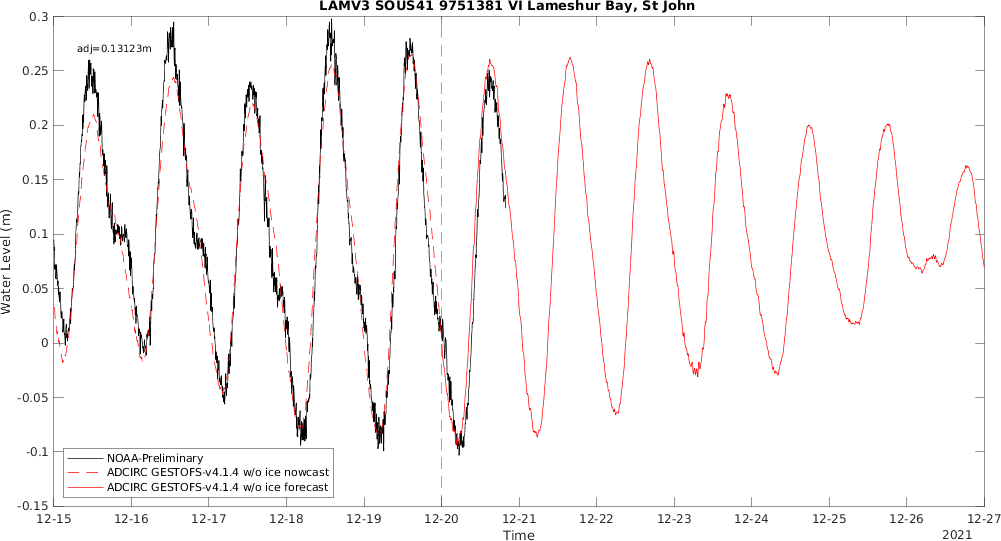 LAMV3 SOUS41 9751381 VI Lameshur Bay, St John
adj=0.13123m
0.3
0.25
0.2
0.15
0.1
0.05
0
-0.05
-0.1
-0.15
Water Level (m)
NOAA-Preliminary
ADCIRC GESTOFS-v4.1.4 w/o ice nowcast
ADCIRC GESTOFS-v4.1.4 w/o ice forecast
12-15 12-16 12-17 12-18 12-19 12-20 12-21 12-22 12-23 12-24 12-25 12-26 12-27
Time
2021